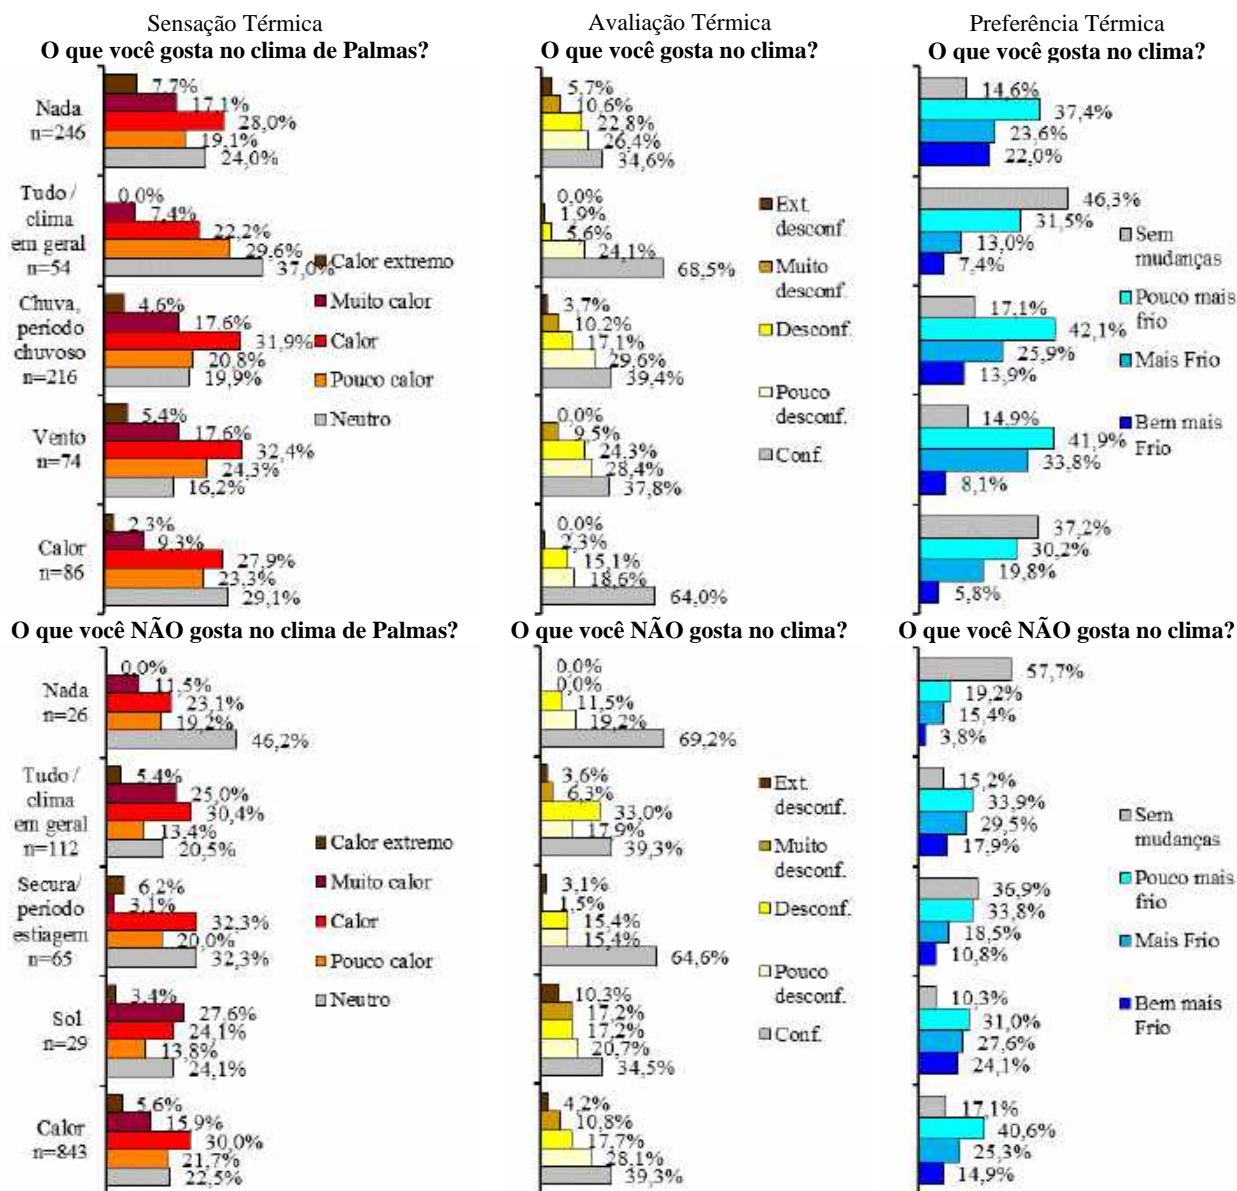 Sensação Térmica
O que você gosta no clima de Palmas?
Nada
n=246
7,7%
17,1%
28,0%
19,1%
24,0%
Tudo /
clima
em geral
n=54
0,0%
7,4%
22,2%
29,6%
37,0%
Chuva,
período
chuvoso
n=216
4,6%
17,6%
31,9%
20,8%
19,9%
Vento
n=74
5,4%
17,6%
32,4%
24,3%
16,2%
Calor
n=86
2,3%
9,3%
27,9%
23,3%
29,1%
Calor extremo
Muito calor
Calor
Pouco calor
Neutro
Avaliação Térmica
O que você gosta no clima?
5,7%
10,6%
22,8%
26,4%
34,6%
0,0%
1,9%
5,6%
24,1%
68,5%
3,7%
10,2%
17,1%
29,6%
39,4%
0,0%
9,5%
24,3%
28,4%
37,8%
0,0%
2,3%
15,1%
18,6%
64,0%
Ext.
desconf.
Muito
desconf.
Desconf.
Pouco
desconf.
Conf.
Preferência Térmica
O que você gosta no clima?
14,6%
37,4%
23,6%
22,0%
46,3%
31,5%
13,0%
7,4%
17,1%
42,1%
25,9%
13,9%
14,9%
41,9%
33,8%
8,1%
37,2%
30,2%
19,8%
5,8%
Sem
mudanças
Pouco mais
frio
Mais Frio
Bem mais
Frio
O que você NÃO gosta no clima de Palmas?
Nada
n=26
0,0%
11,5%
23,1%
19,2%
46,2%
Tudo /
clima
em geral
n=112
5,4%
25,0%
30,4%
13,4%
20,5%
Secura/
período
estiagem
n=65
6,2%
3,1%
32,3%
20,0%
32,3%
Sol
n=29
3,4%
27,6%
24,1%
13,8%
24,1%
Calor
n=843
5,6%
15,9%
30,0%
21,7%
22,5%
Calor extremo
Muito calor
Calor
Pouco calor
Neutro
O que você NÃO gosta no clima?
0,0%
0,0%
11,5%
19,2%
69,2%
3,6%
6,3%
33,0%
17,9%
39,3%
3,1%
1,5%
15,4%
15,4%
64,6%
10,3%
17,2%
17,2%
20,7%
34,5%
4,2%
10,8%
17,7%
28,1%
39,3%
Ext.
desconf.
Muito
desconf.
Desconf.
Pouco
desconf.
Conf.
O que você NÃO gosta no clima?
57,7%
19,2%
15,4%
3,8%
15,2%
33,9%
29,5%
17,9%
36,9%
33,8%
18,5%
10,8%
10,3%
31,0%
27,6%
24,1%
17,1%
40,6%
25,3%
14,9%
Sem
mudanças
Pouco mais
frio
Mais Frio
Bem mais
Frio